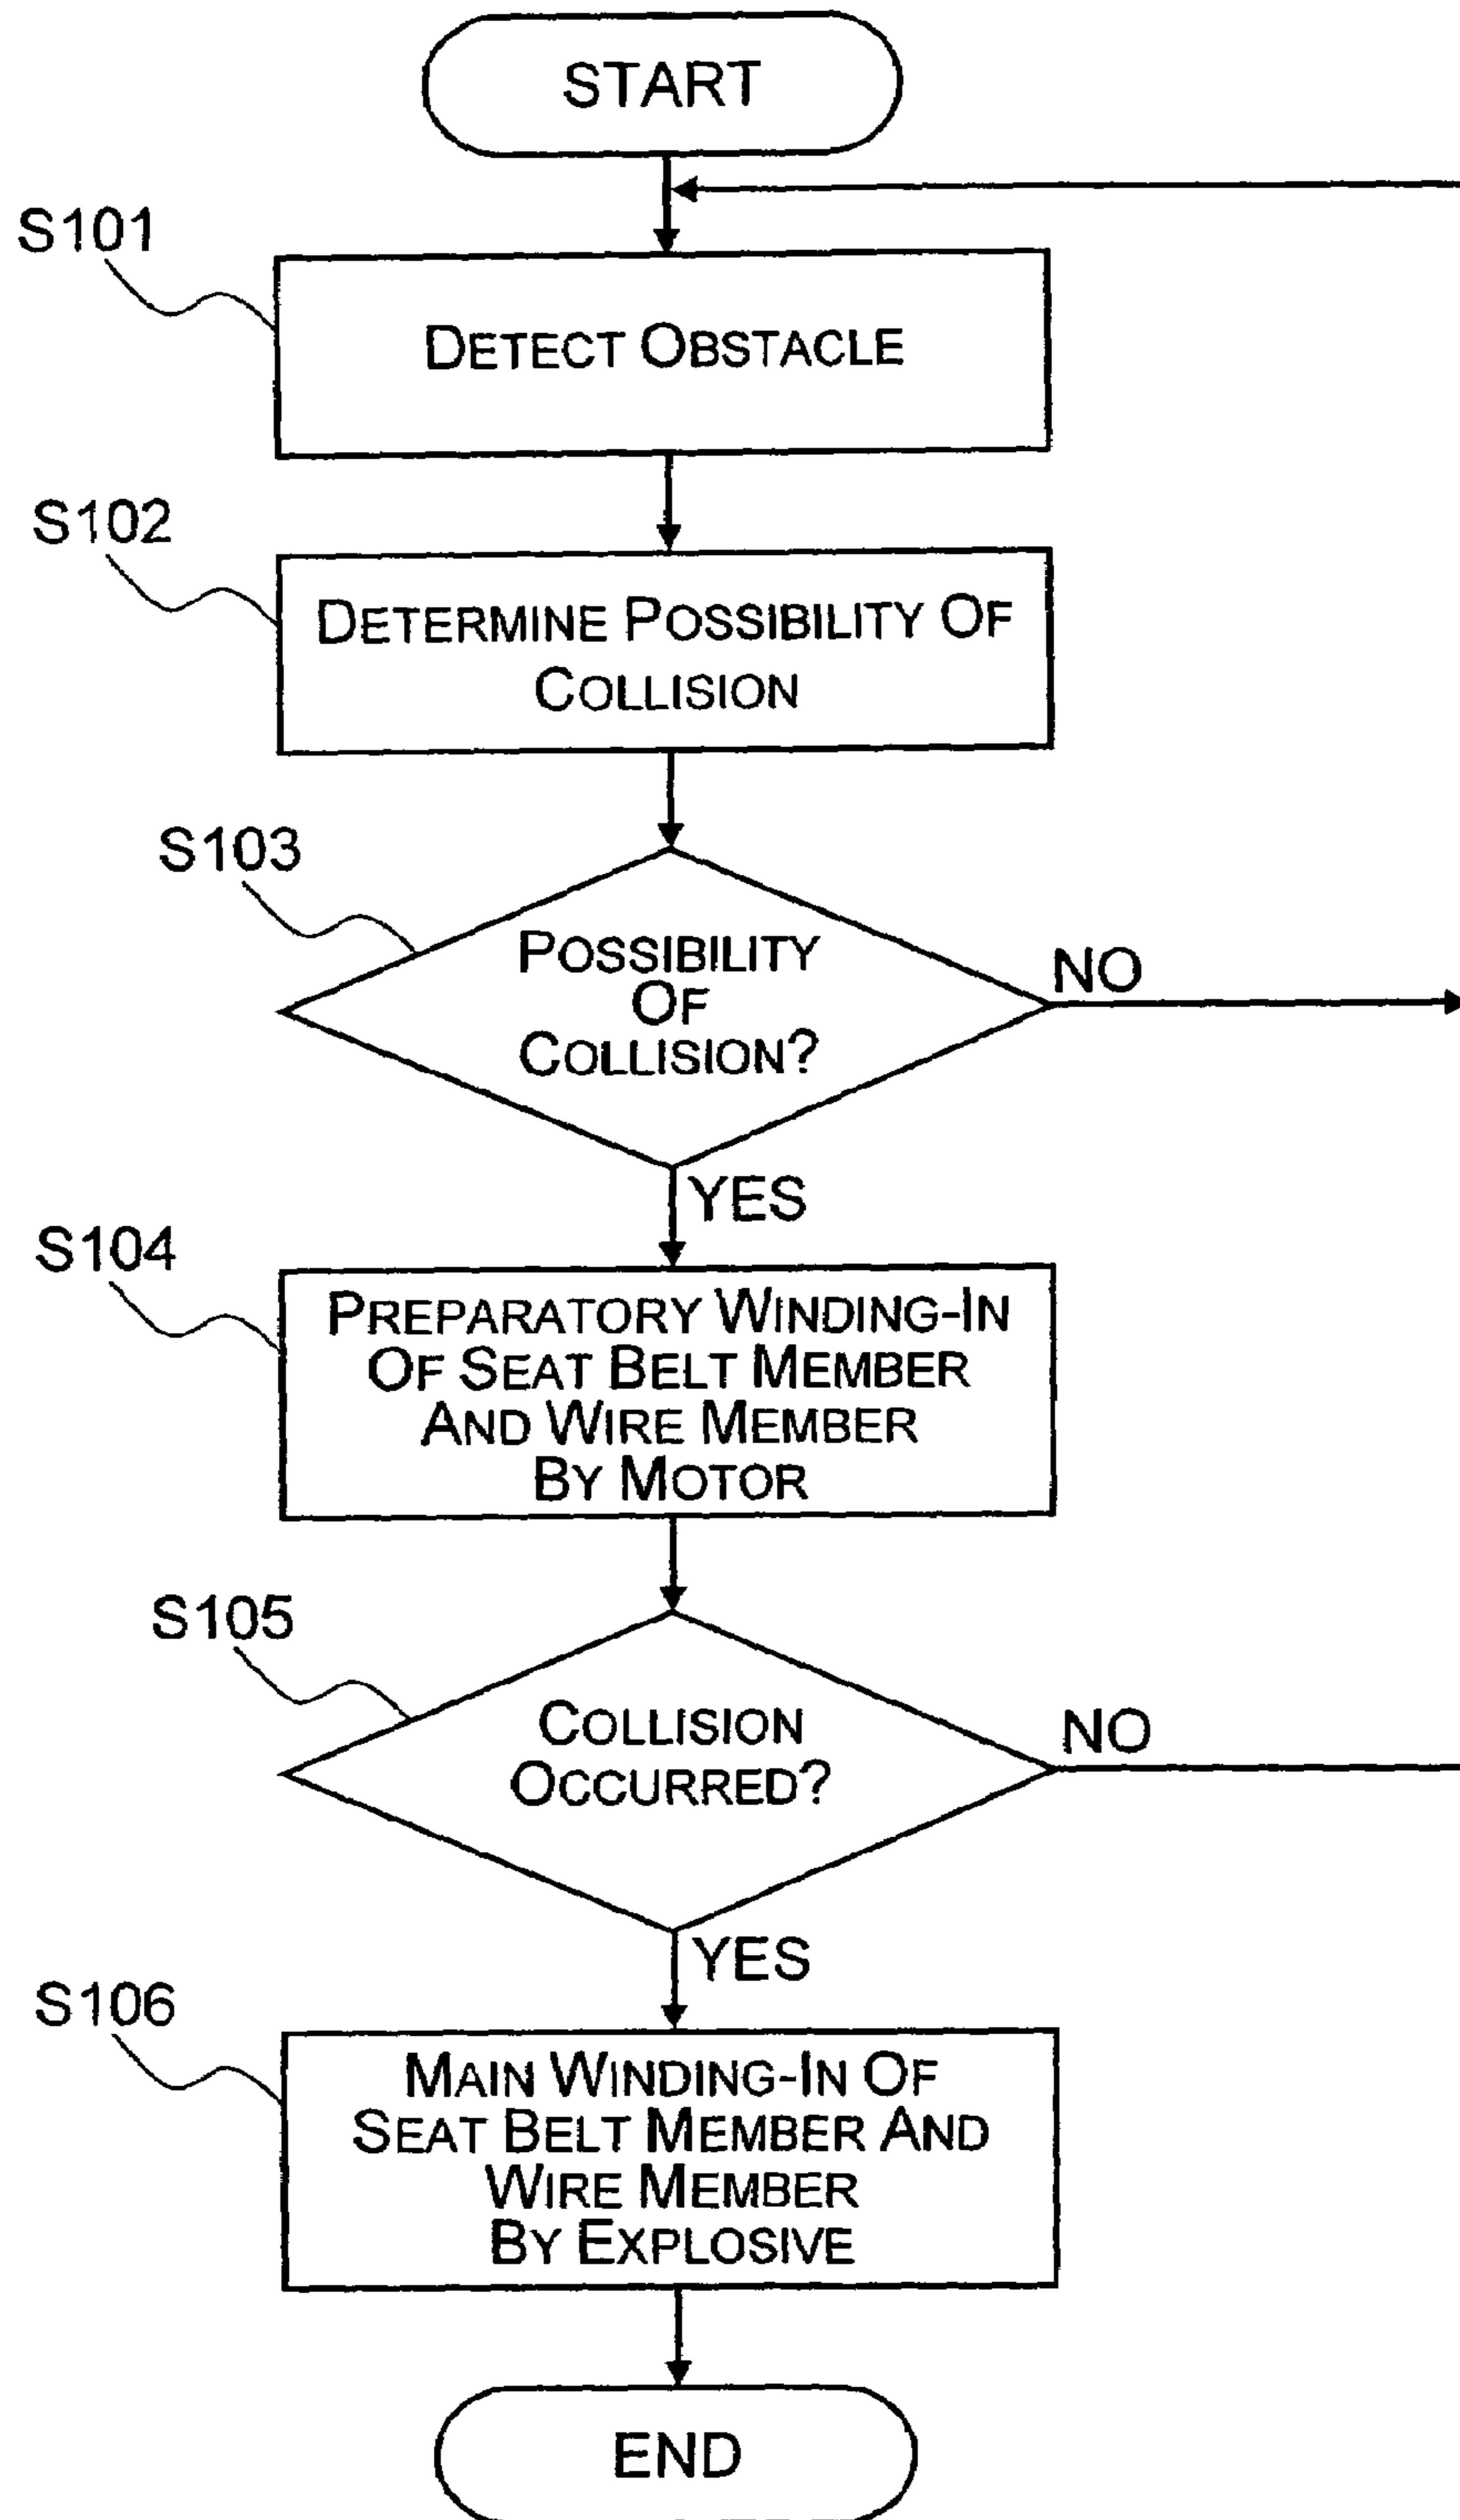 START
S101
DETECT OBSTACLE
S102
DETERMINE POSSIBILITY OF
COLLISION
S103
POSSIBILITY
OF
COLLISION?
NO
YES
S104
PREPARATORY WINDING-IN
OF SEAT BELT MEMBER
AND WIRE MEMBER
BY MOTOR
S105
COLLISION
OCCURRED?
NO
YES
S106
MAIN WINDING-IN OF
SEAT BELT MEMBER AND
WIRE MEMBER
BY EXPLOSIVE
END